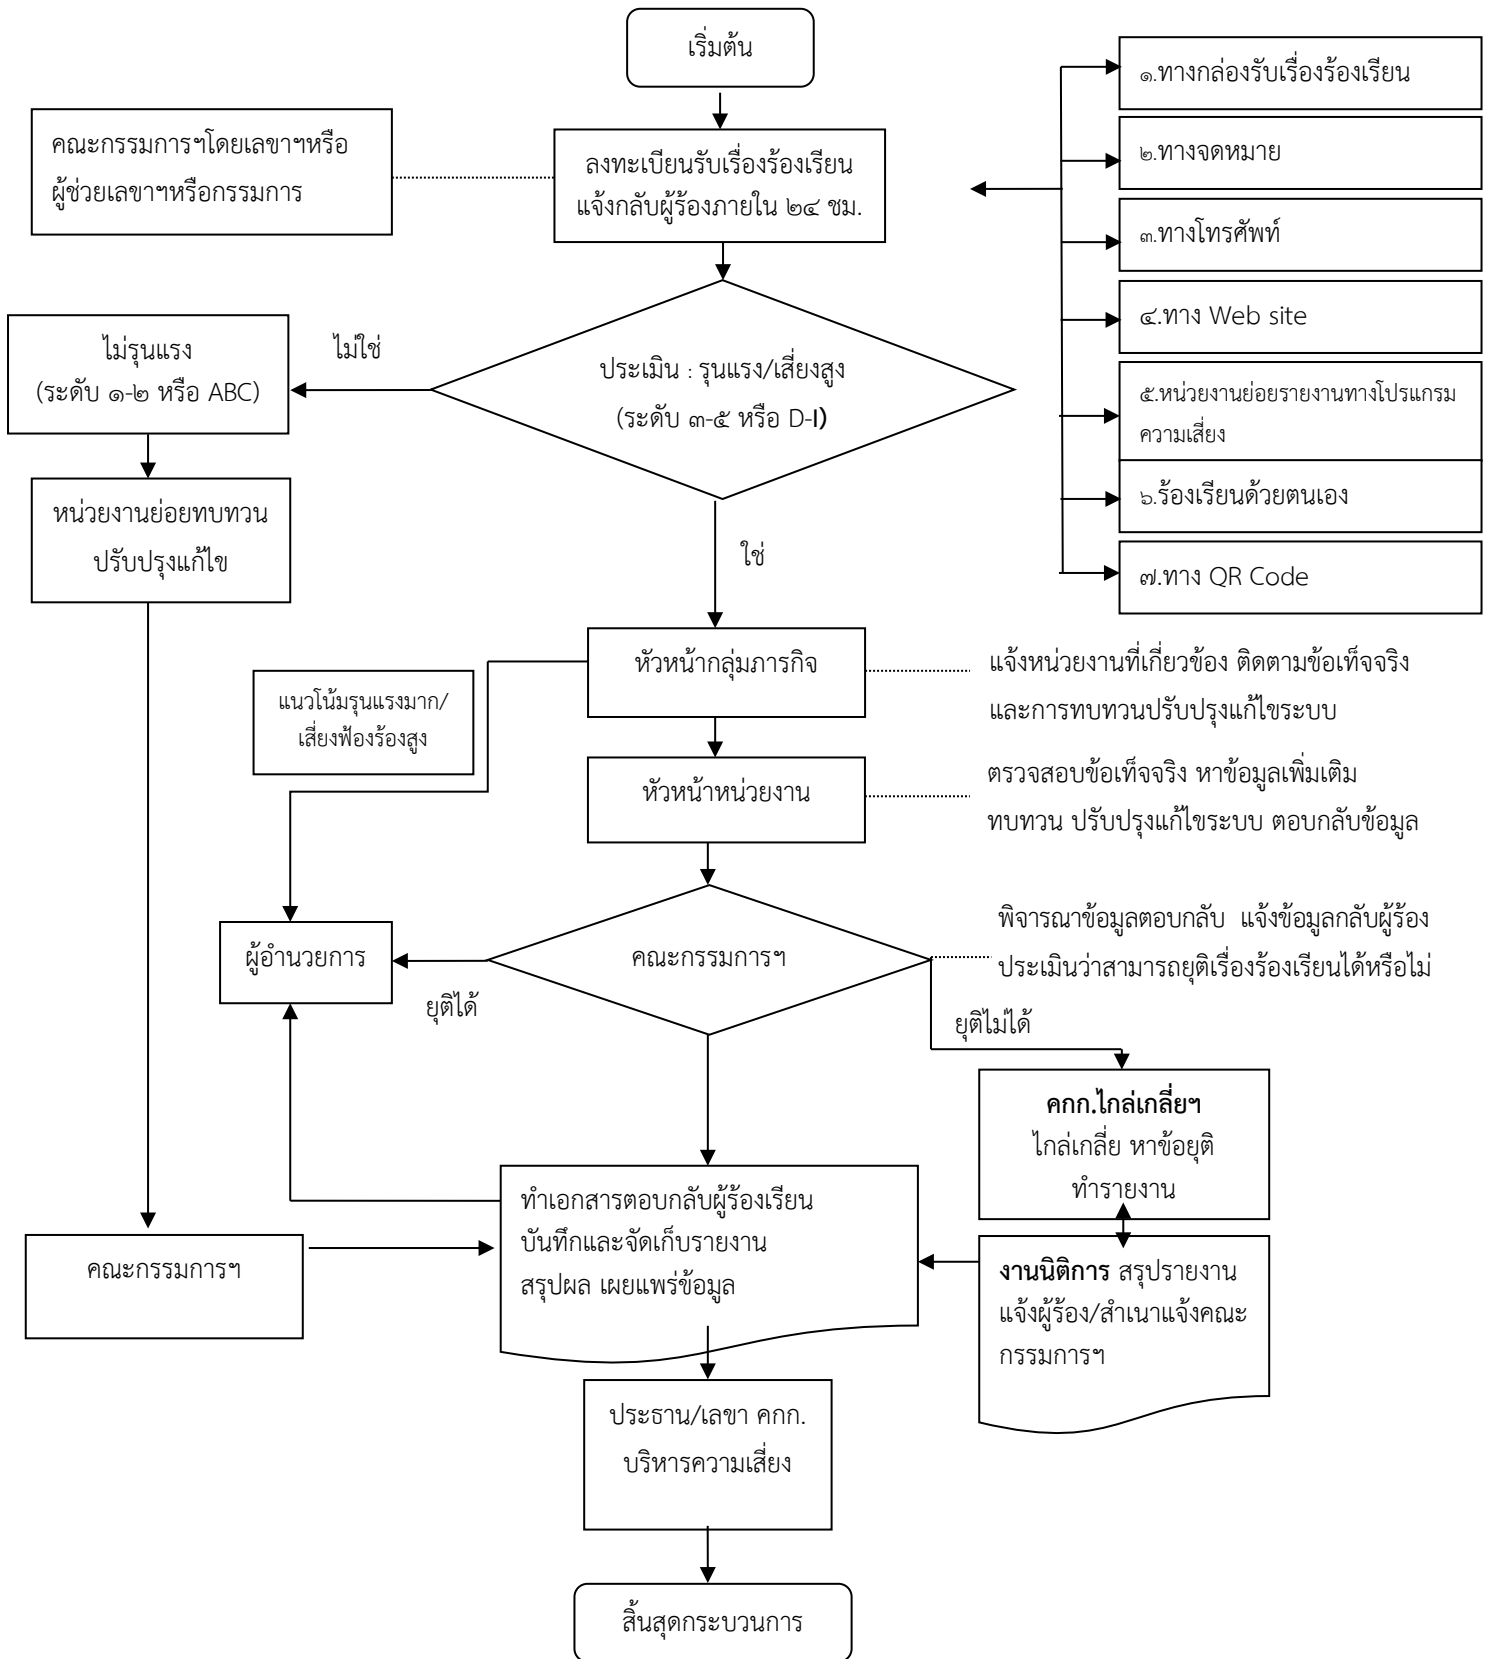 เริ่มต้น
๑.ทางกล่องรับเรื่องร้องเรียน
คณะกรรมการฯโดยเลขาฯหรือ
ผู้ช่วยเลขาฯหรือกรรมการ
ลงทะเบียนรับเรื่องร้องเรียน
แจ้งกลับผู้ร้องภายใน ๒๔ ชม.
๒.ทางจดหมาย
๓.ทางโทรศัพท์
๔.ทาง Web site
๕.หน่วยงานย่อยรายงานทางโปรแกรม
ความเสี่ยง
๖.ร้องเรียนด้วยตนเอง
๗.ทาง QR Code
ประเมิน : รุนแรง/เสี่ยงสูง
(ระดับ ๓-๕ หรือ D-I)
ไม่ใช่
ไม่รุนแรง
(ระดับ ๑-๒ หรือ ABC)
หน่วยงานย่อยทบทวน
ปรับปรุงแก้ไข
ใช่
หัวหน้ากลุ่มภารกิจ
แจ้งหน่วยงานที่เกี่ยวข้อง ติดตามข้อเท็จจริง
และการทบทวนปรับปรุงแก้ไขระบบ
แนวโน้มรุนแรงมาก/
เสี่ยงฟ้องร้องสูง
หัวหน้าหน่วยงาน
ตรวจสอบข้อเท็จจริง หาข้อมูลเพิ่มเติม
ทบทวน ปรับปรุงแก้ไขระบบ ตอบกลับข้อมูล
ผู้อำนวยการ
คณะกรรมการฯ
พิจารณาข้อมูลตอบกลับ แจ้งข้อมูลกลับผู้ร้อง
ประเมินว่าสามารถยุติเรื่องร้องเรียนได้หรือไม่
ยุติได้
ยุติไม่ได้
คกก.ไกล่เกลี่ยฯ
ไกล่เกลี่ย หาข้อยุติ
ทำรายงาน
ทำเอกสารตอบกลับผู้ร้องเรียน
บันทึกและจัดเก็บรายงาน
สรุปผล เผยแพร่ข้อมูล
คณะกรรมการฯ
งานนิติการ สรุปรายงาน
แจ้งผู้ร้อง/สำเนาแจ้งคณะ
กรรมการฯ
ประธาน/เลขา คกก.
บริหารความเสี่ยง
สิ้นสุดกระบวนการ